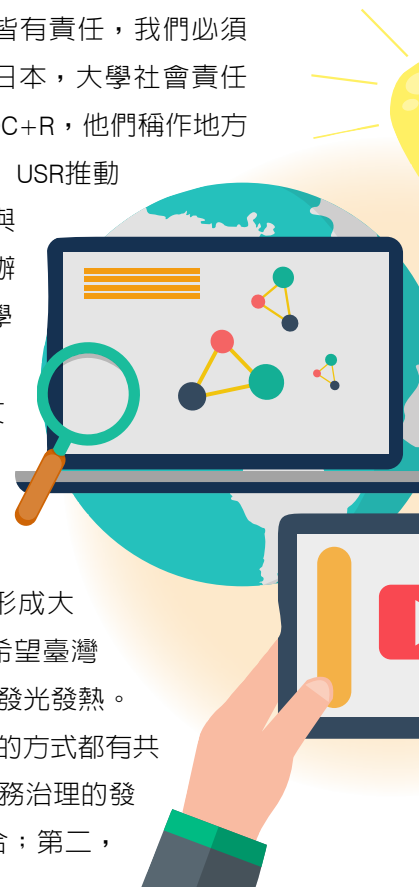 皆有責任，我們必須
日本，大學社會責任
OC+R，他們稱作地方
USR推動
與
辦
學
形成大
希望臺灣
發光發熱。
的方式都有共
務治理的發
合；第二，